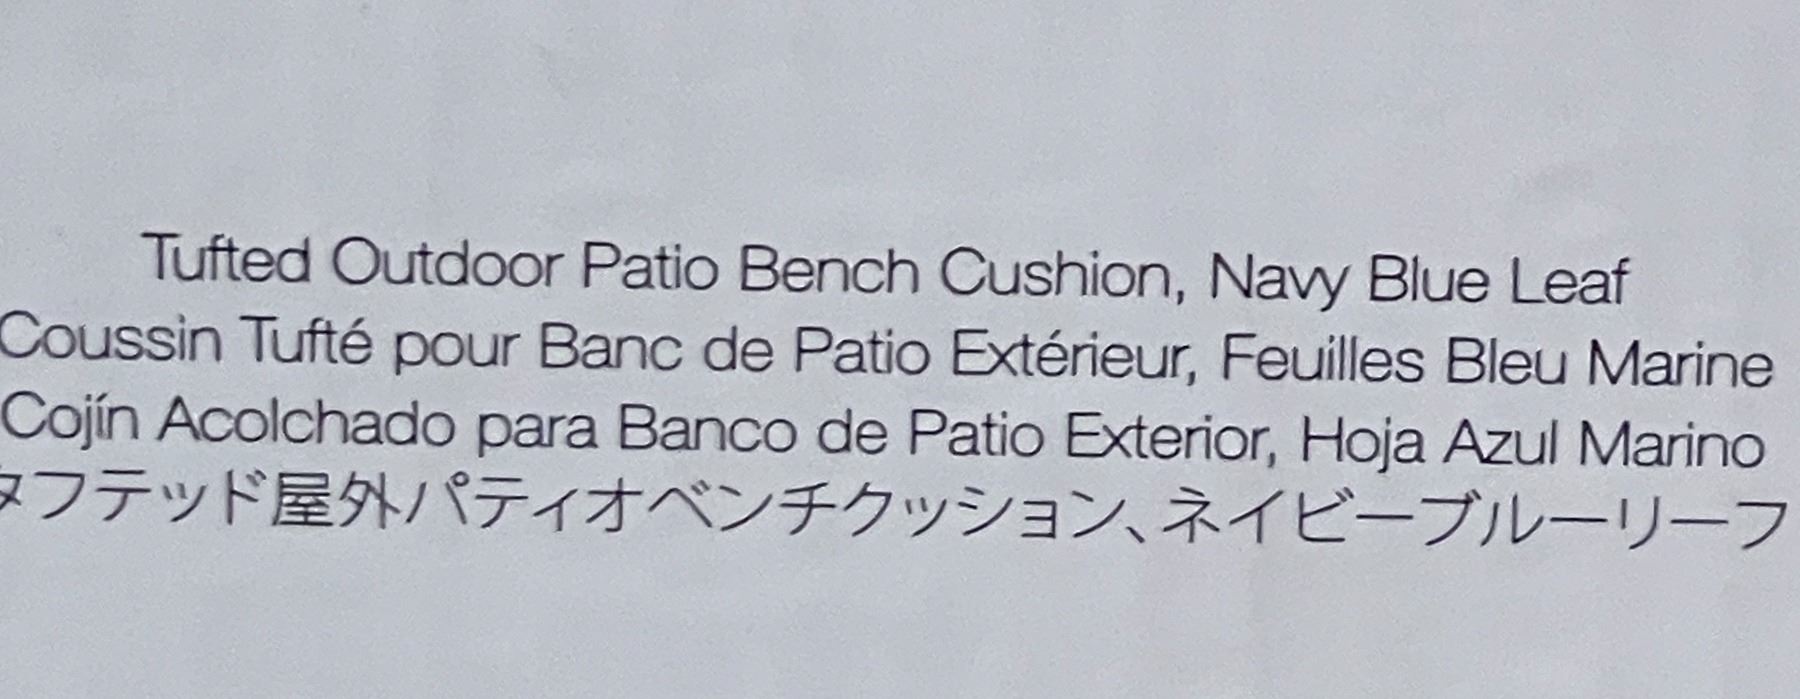 Tufted Outdoor Patio Bench Cushion, Navy Blue Leaf
Coussin Tufté pour Banc de Patio Extérieur, Feuilles Bleu Marine
Cojín Acolchado para Banco de Patio Exterior, Hoja Azul Marino
タフテッド屋外パティオベンチクッション、ネイビーブルーリーフ